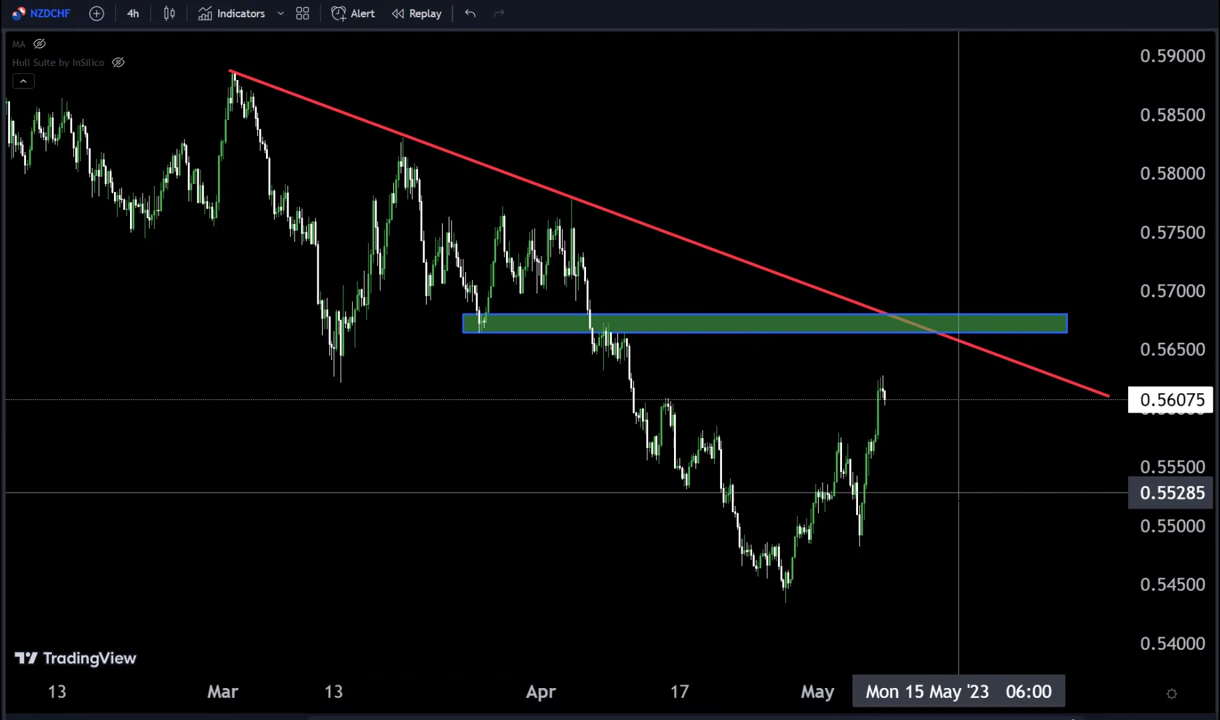 NZDCHF 4h Indicators Alert Replay
MA
Hull Suite by InSilico
0.59000
0.58500
0.58000
0.57500
0.57000
0.56500
0.56075
0.55500
0.55285
0.55000
0.54500
0.54000
TradingView
13 Mar 13 Apr 17 May Mon 15 May '23 06:00